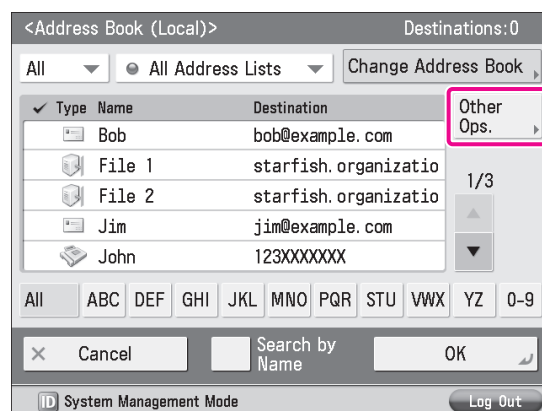 <Address Book (Local)> Destinations:0
All All Address Lists Change Address Book
Type Name Destination
Other
Ops.
Bob bob@example.com
File 1 starfish.organizatio
File 2 starfish.organizatio
1/3
Jim jim@example.com
John 123XXXXXXX
All ABC DEF GHI JKL MNO PQR STU VWX YZ 0-9
Cancel Search by
Name OK
ID System Management Mode Log Out